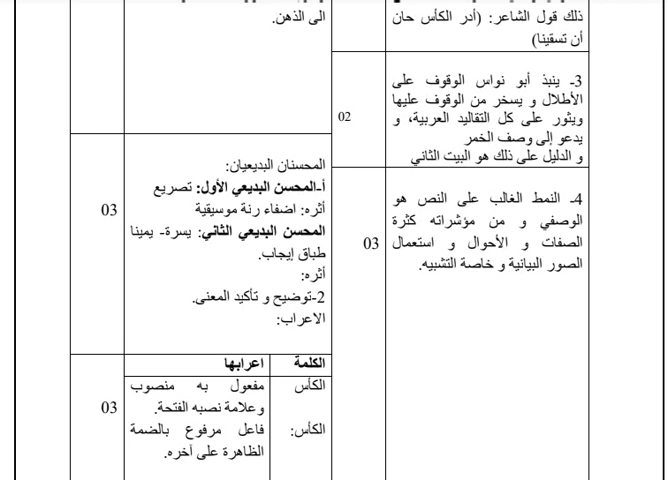 ذلك قول الشاعر: (أدر الكأس حان
أن تسقينا)
3ـ ينبذ أبو نواس الوقوف على
الأطلال و يسخر من الوقوف عليها
ويثور على كل التقاليد العربية، و
يدعو إلى وصف الخمر
و الدليل على ذلك هو البيت الثاني
02
4ـ النمط الغالب على النص هو
الوصفي و من مؤشراته كثرة
الصفات و الأحوال و استعمال
الصور البيانية و خاصة التشبيه.
03
الى الذهن.
المحسنان البديعيان:
أ-المحسن البديعي الأول: تصريع
أثره: اضفاء رنة موسيقية
المحسن البديعي الثاني: يسرة- يمينا
طباق إيجاب.
أثره:
2-توضيح و تأكيد المعنى.
الاعراب:
03
الكلمة اعرابها
الكأس مفعول به منصوب
وعلامة نصبه الفتحة.
الكأس: فاعل مرفوع بالضمة
الظاهرة على آخره.
03